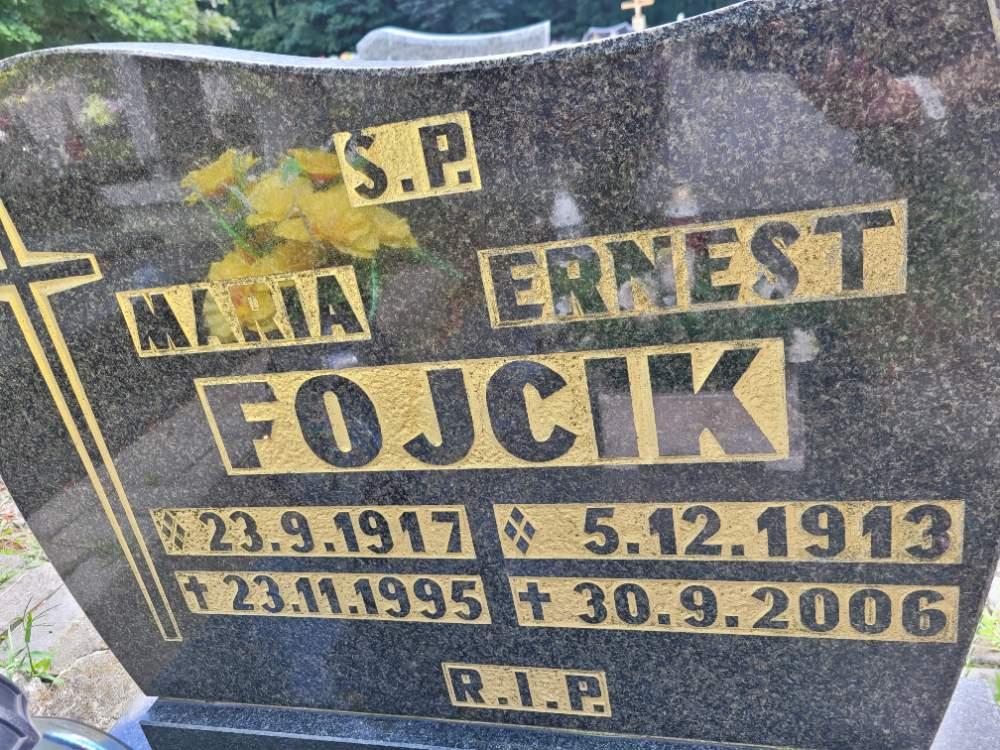 S.P.
MARIA ERNEST
FOJCIK
23.9.1917 5.12.1913
✝ 23.11.1995 ✝ 30.9.2006
R.I.P.